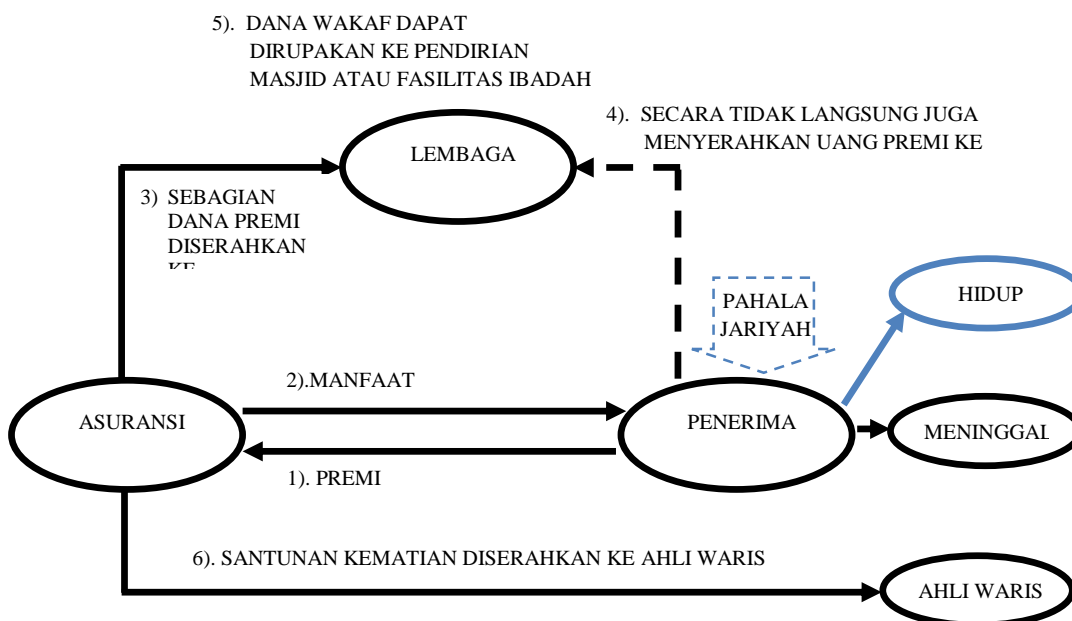 5). DANA WAKAF DAPAT
DIRUPAKAN KE PENDIRIAN
MASJID ATAU FASILITAS IBADAH
4). SECARA TIDAK LANGSUNG JUGA
MENYERAHKAN UANG PREMI KE
LEMBAGA
3) SEBAGIAN
DANA PREMI
DISERAHKAN
KE
PAHALA
JARIYAH
HIDUP
2).MANFAAT
ASURANSI
PENERIMA
MENINGGAL
1). PREMI
6). SANTUNAN KEMATIAN DISERAHKAN KE AHLI WARIS
AHLI WARIS